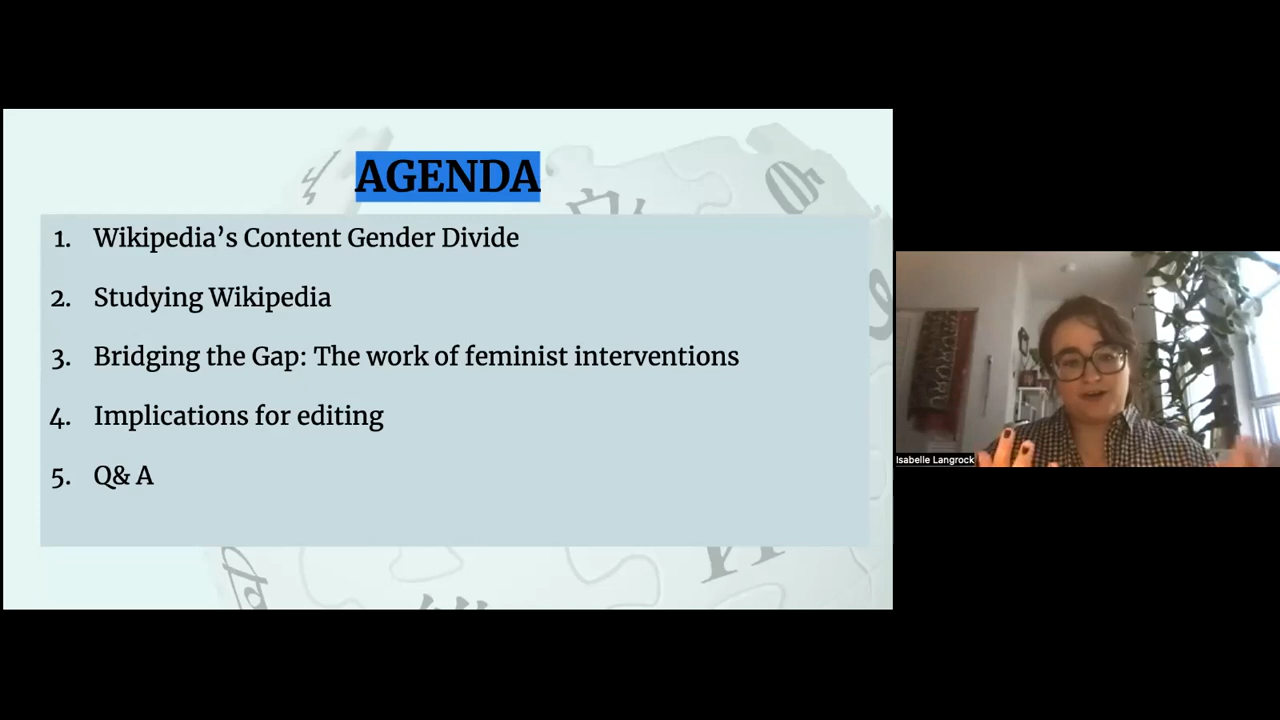 AGENDA
1. Wikipedia’s Content Gender Divide
2. Studying Wikipedia
3. Bridging the Gap: The work of feminist interventions
4. Implications for editing
5. Q& A
Isabelle Langrock